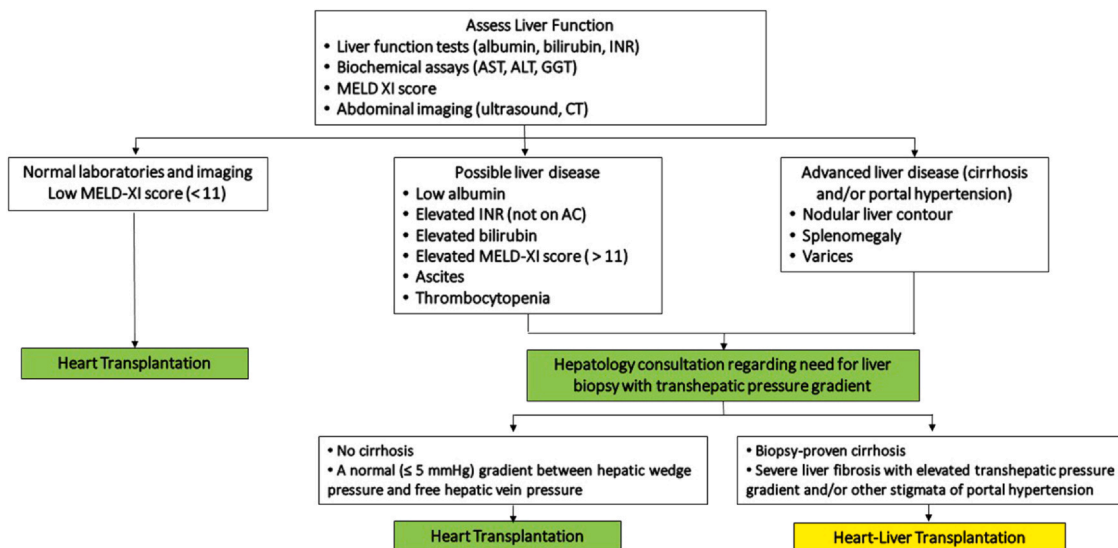 Assess Liver Function
• Liver function tests (albumin, bilirubin, INR)
• Biochemical assays (AST, ALT, GGT)
• MELD XI score
• Abdominal imaging (ultrasound, CT)
Normal laboratories and imaging
Low MELD-XI score (< 11)
Possible liver disease
• Low albumin
• Elevated INR (not on AC)
• Elevated bilirubin
• Elevated MELD-XI score ( > 11)
• Ascites
• Thrombocytopenia
Advanced liver disease (cirrhosis
and/or portal hypertension)
• Nodular liver contour
• Splenomegaly
• Varices
Heart Transplantation
Hepatology consultation regarding need for liver
biopsy with transhepatic pressure gradient
• No cirrhosis
• A normal (≤ 5 mmHg) gradient between hepatic wedge
pressure and free hepatic vein pressure
• Biopsy-proven cirrhosis
• Severe liver fibrosis with elevated transhepatic pressure
gradient and/or other stigmata of portal hypertension
Heart Transplantation
Heart-Liver Transplantation